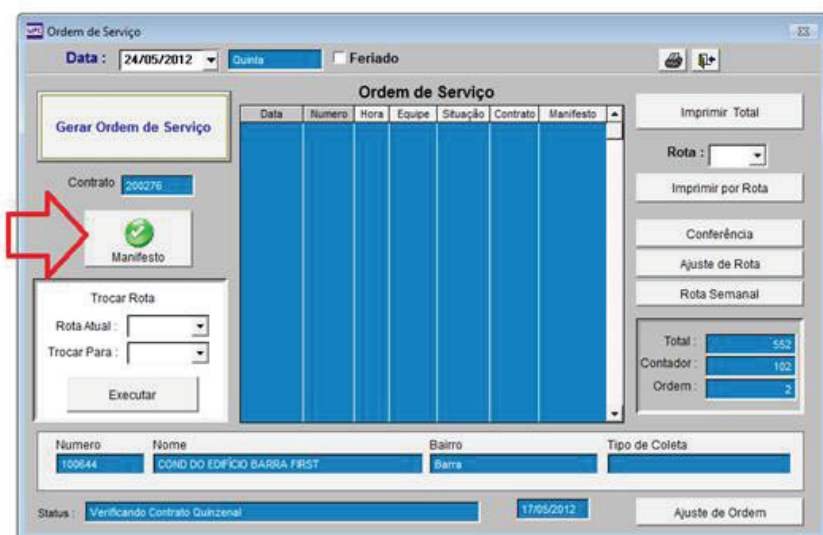 Ordem de Serviço
Data : 24/05/2012 Quinta Feriado
Ordem de Serviço
Gerar Ordem de Serviço
Data Numero Hora Equipe Situação Contrato Manifesto
Imprimir Total
Rota :
Contrato 200276
Imprimir por Rota
Manifesto
Conferência
Ajuste de Rota
Trocar Rota
Rota Semanal
Rota Atual :
Trocar Para :
Executar
Total : 552
Contador : 102
Ordem : 2
Numero Nome Bairro Tipo de Coleta
100644 COND DO EDIFÍCIO BARRA FIRST Barra
Status : Verificando Contrato Quinzenal 17/05/2012 Ajuste de Ordem